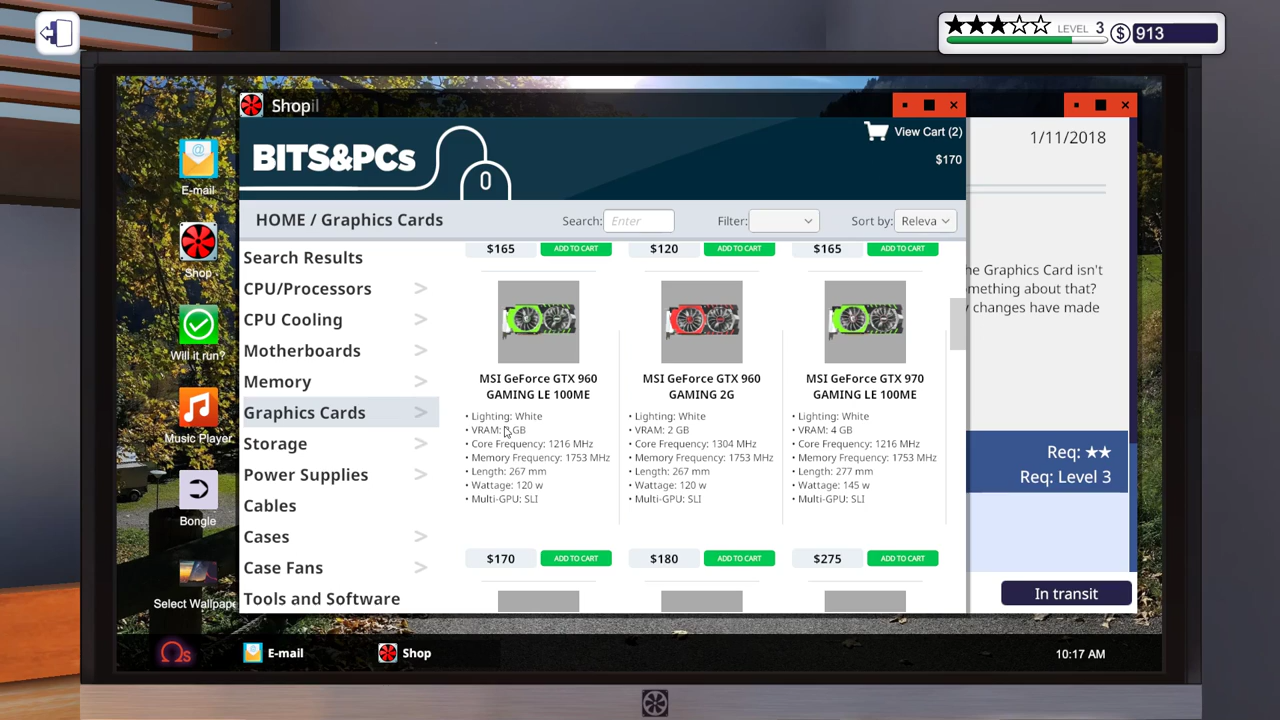 LEVEL 3
$ 913
Shop
BITS&PCs
View Cart (2)
$170
1/11/2018
HOME / Graphics Cards
Search: Enter
Filter:
Sort by: Releva
E-mail
Shop
Will it run?
Music Player
Bongle
Select Wallpape
Search Results
CPU/Processors >
CPU Cooling >
Motherboards >
Memory >
Graphics Cards >
Storage >
Power Supplies >
Cables
Cases >
Case Fans >
Tools and Software
$165 ADD TO CART
$120 ADD TO CART
$165 ADD TO CART
MSI GeForce GTX 960
GAMING LE 100ME
• Lighting: White
• VRAM: GB
• Core Frequency: 1216 MHz
• Memory Frequency: 1753 MHz
• Length: 267 mm
• Wattage: 120 w
• Multi-GPU: SLI
$170 ADD TO CART
MSI GeForce GTX 960
GAMING 2G
• Lighting: White
• VRAM: 2 GB
• Core Frequency: 1304 MHz
• Memory Frequency: 1753 MHz
• Length: 267 mm
• Wattage: 120 w
• Multi-GPU: SLI
$180 ADD TO CART
MSI GeForce GTX 970
GAMING LE 100ME
• Lighting: White
• VRAM: 4 GB
• Core Frequency: 1216 MHz
• Memory Frequency: 1753 MHz
• Length: 277 mm
• Wattage: 145 w
• Multi-GPU: SLI
$275 ADD TO CART
he Graphics Card isn't
mething about that?
y changes have made
Req: ★★
Req: Level 3
In transit
Ωs
E-mail
Shop
10:17 AM